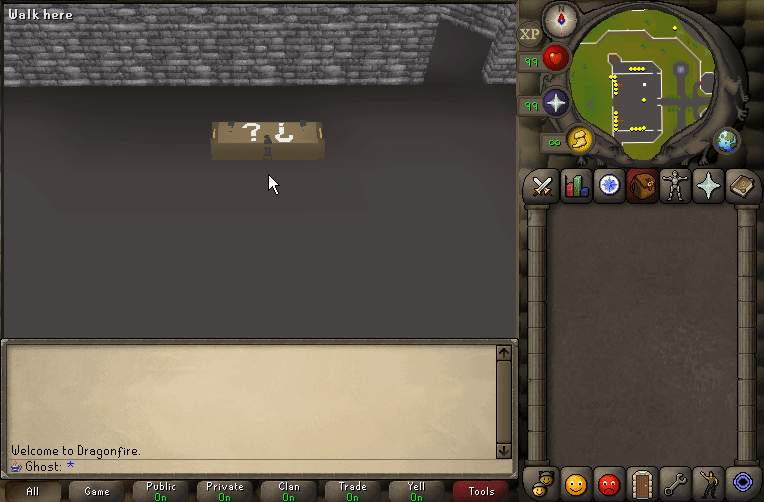 Walk here
XP
99
99
? ¿
Welcome to Dragonfire.
Ghost: *
All
Game
Public
On
Private
On
Clan
On
Trade
On
Yell
On
Tools